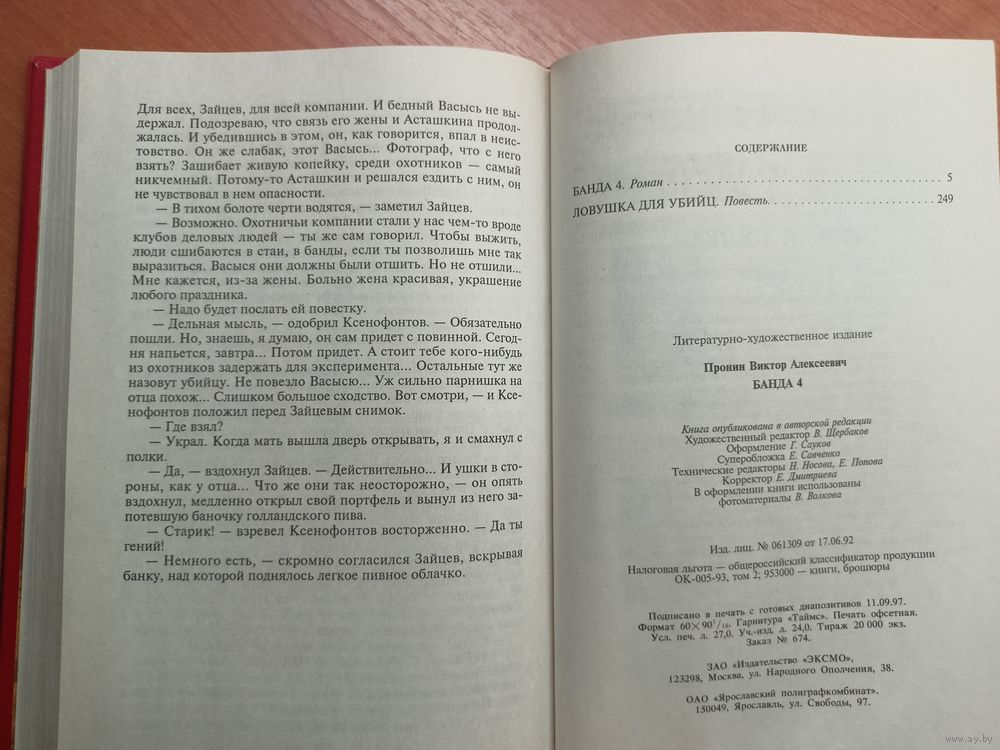 Для всех, Зайцев, для всей компании. И бедный Васысь не вы-
держал. Подозреваю, что связь его жены и Асташкина продол-
жалась. И убедившись в этом, он, как говорится, впал в неис-
товство. Он же слабак, этот Васысь... Фотограф, что с него
взять? Зашибает живую копейку, среди охотников — самый
никчемный. Потому-то Асташкин и решался ездить с ним, он
не чувствовал в нем опасности.
— В тихом болоте черти водятся, — заметил Зайцев.
— Возможно. Охотничьи компании стали у нас чем-то вроде
клубов деловых людей — ты же сам говорил. Чтобы выжить,
люди сшибаются в стаи, в банды, если ты позволишь мне так
выразиться. Васыся они должны были отшить. Но не отшили...
Мне кажется, из-за жены. Больно жена красивая, украшение
любого праздника.
— Надо будет послать ей повестку.
— Дельная мысль, — одобрил Ксенофонтов. — Обязательно
пошли. Но, знаешь, я думаю, он сам придет с повинной. Сегод-
ня напьется, завтра... Потом придет. А стоит тебе кого-нибудь
из охотников задержать для эксперимента... Остальные тут же
назовут убийцу. Не повезло Васысю... Уж сильно парнишка на
отца похож... Слишком большое сходство. Вот смотри, — и Ксе-
нофонтов положил перед Зайцевым снимок.
— Где взял?
— Украл. Когда мать вышла дверь открывать, я и смахнул с
полки.
— Да, — вздохнул Зайцев. — Действительно... И ушки в сто-
роны, как у отца... Что же они так неосторожно, — он опять
вздохнул, медленно открыл свой портфель и вынул из него за-
потевшую баночку голландского пива.
— Старик! — взревел Ксенофонтов восторженно. — Да ты
гений!
— Немного есть, — скромно согласился Зайцев, вскрывая
банку, над которой поднялось легкое пивное облачко.
СОДЕРЖАНИЕ
БАНДА 4. Роман . . . . . . . . . . . . . . . . . . . . . . . . . . . . . . . . 5
ЛОВУШКА ДЛЯ УБИЙЦ. Повесть. . . . . . . . . . . . . . . . . . . . 249
Литературно-художественное издание
Пронин Виктор Алексеевич
БАНДА 4
Книга опубликована в авторской редакции
Художественный редактор В. Щербаков
Оформление Г. Сауков
Суперобложка Е. Савченко
Технические редакторы Н. Носова, Е. Попова
Корректор Е. Дмитриева
В оформлении книги использованы
фотоматериалы В. Волкова
Изд. лиц. № 061309 от 17.06.92
Налоговая льгота — общероссийский классификатор продукции
ОК-005-93, том 2; 953000 — книги, брошюры
Подписано в печать с готовых диапозитивов 11.09.97.
Формат 60×90¹/₁₆. Гарнитура «Таймс». Печать офсетная.
Усл. печ. л. 27,0. Уч.-изд. л. 24,0. Тираж 20 000 экз.
Заказ № 674.
ЗАО «Издательство «ЭКСМО»,
123298, Москва, ул. Народного Ополчения, 38.
ОАО «Ярославский полиграфкомбинат».
150049, Ярославль, ул. Свободы, 97.
www.ay.by